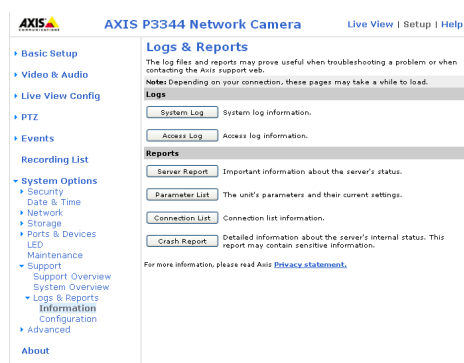 AXIS
COMMUNICATIONS
AXIS P3344 Network Camera
Live View | Setup | Help
Basic Setup
Video & Audio
Live View Config
PTZ
Events
Recording List
System Options
Security
Date & Time
Network
Storage
Ports & Devices
LED
Maintenance
Support
Support Overview
System Overview
Logs & Reports
Information
Configuration
Advanced
About
Logs & Reports
The log files and reports may prove useful when troubleshooting a problem or when
contacting the Axis support web.
Note: Depending on your connection, these pages may take a while to load.
Logs
System Log System log information.
Access Log Access log information.
Reports
Server Report Important information about the server's status.
Parameter List The unit's parameters and their current settings.
Connection List Connection list information.
Crash Report Detailed information about the server's internal status. This
report may contain sensitive information.
For more information, please read Axis Privacy statement.